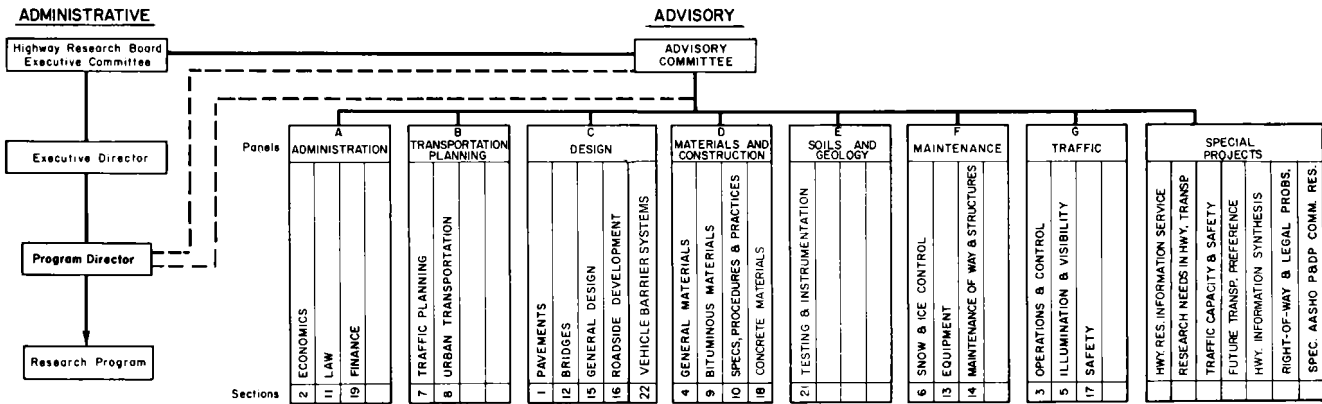 ADMINISTRATIVE
Highway Research Board
Executive Committee
Executive Director
Program Director
Research Program
ADVISORY
ADVISORY
COMMITTEE
Panels
Sections
A
ADMINISTRATION
ECONOMICS
2
LAW
11
FINANCE
19
B
TRANSPORTATION
PLANNING
TRAFFIC PLANNING
7
URBAN TRANSPORTATION
8
C
DESIGN
PAVEMENTS
1
BRIDGES
12
GENERAL DESIGN
15
ROADSIDE DEVELOPMENT
16
VEHICLE BARRIER SYSTEMS
22
D
MATERIALS AND
CONSTRUCTION
GENERAL MATERIALS
4
BITUMINOUS MATERIALS
9
SPECS, PROCEDURES & PRACTICES
10
CONCRETE MATERIALS
18
E
SOILS AND
GEOLOGY
TESTING & INSTRUMENTATION
21
F
MAINTENANCE
SNOW & ICE CONTROL
6
EQUIPMENT
13
MAINTENANCE OF WAY & STRUCTURES
14
G
TRAFFIC
OPERATIONS & CONTROL
3
ILLUMINATION & VISIBILITY
5
SAFETY
17
SPECIAL
PROJECTS
HWY. RES. INFORMATION SERVICE
RESEARCH NEEDS IN HWY. TRANSP.
TRAFFIC CAPACITY & SAFETY
FUTURE TRANSP. PREFERENCE
HWY. INFORMATION SYNTHESIS
RIGHT-OF-WAY & LEGAL PROBS.
SPEC. AASHO P&DP COMM. RES.